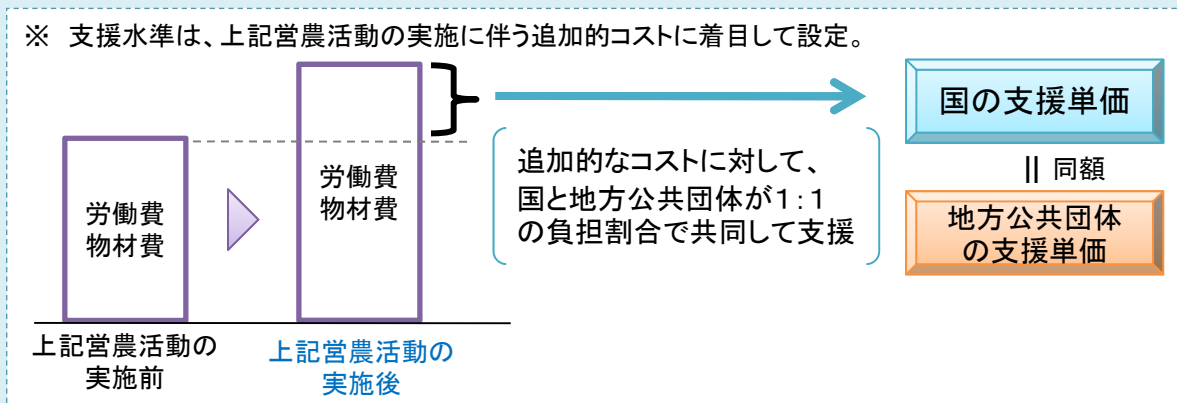 ※ 支援水準は、上記営農活動の実施に伴う追加的コストに着目して設定。
労働費
物材費
労働費
物材費
上記営農活動の
実施前
上記営農活動の
実施後
追加的なコストに対して、
国と地方公共団体が1:1
の負担割合で共同して支援
国の支援単価
|| 同額
地方公共団体
の支援単価